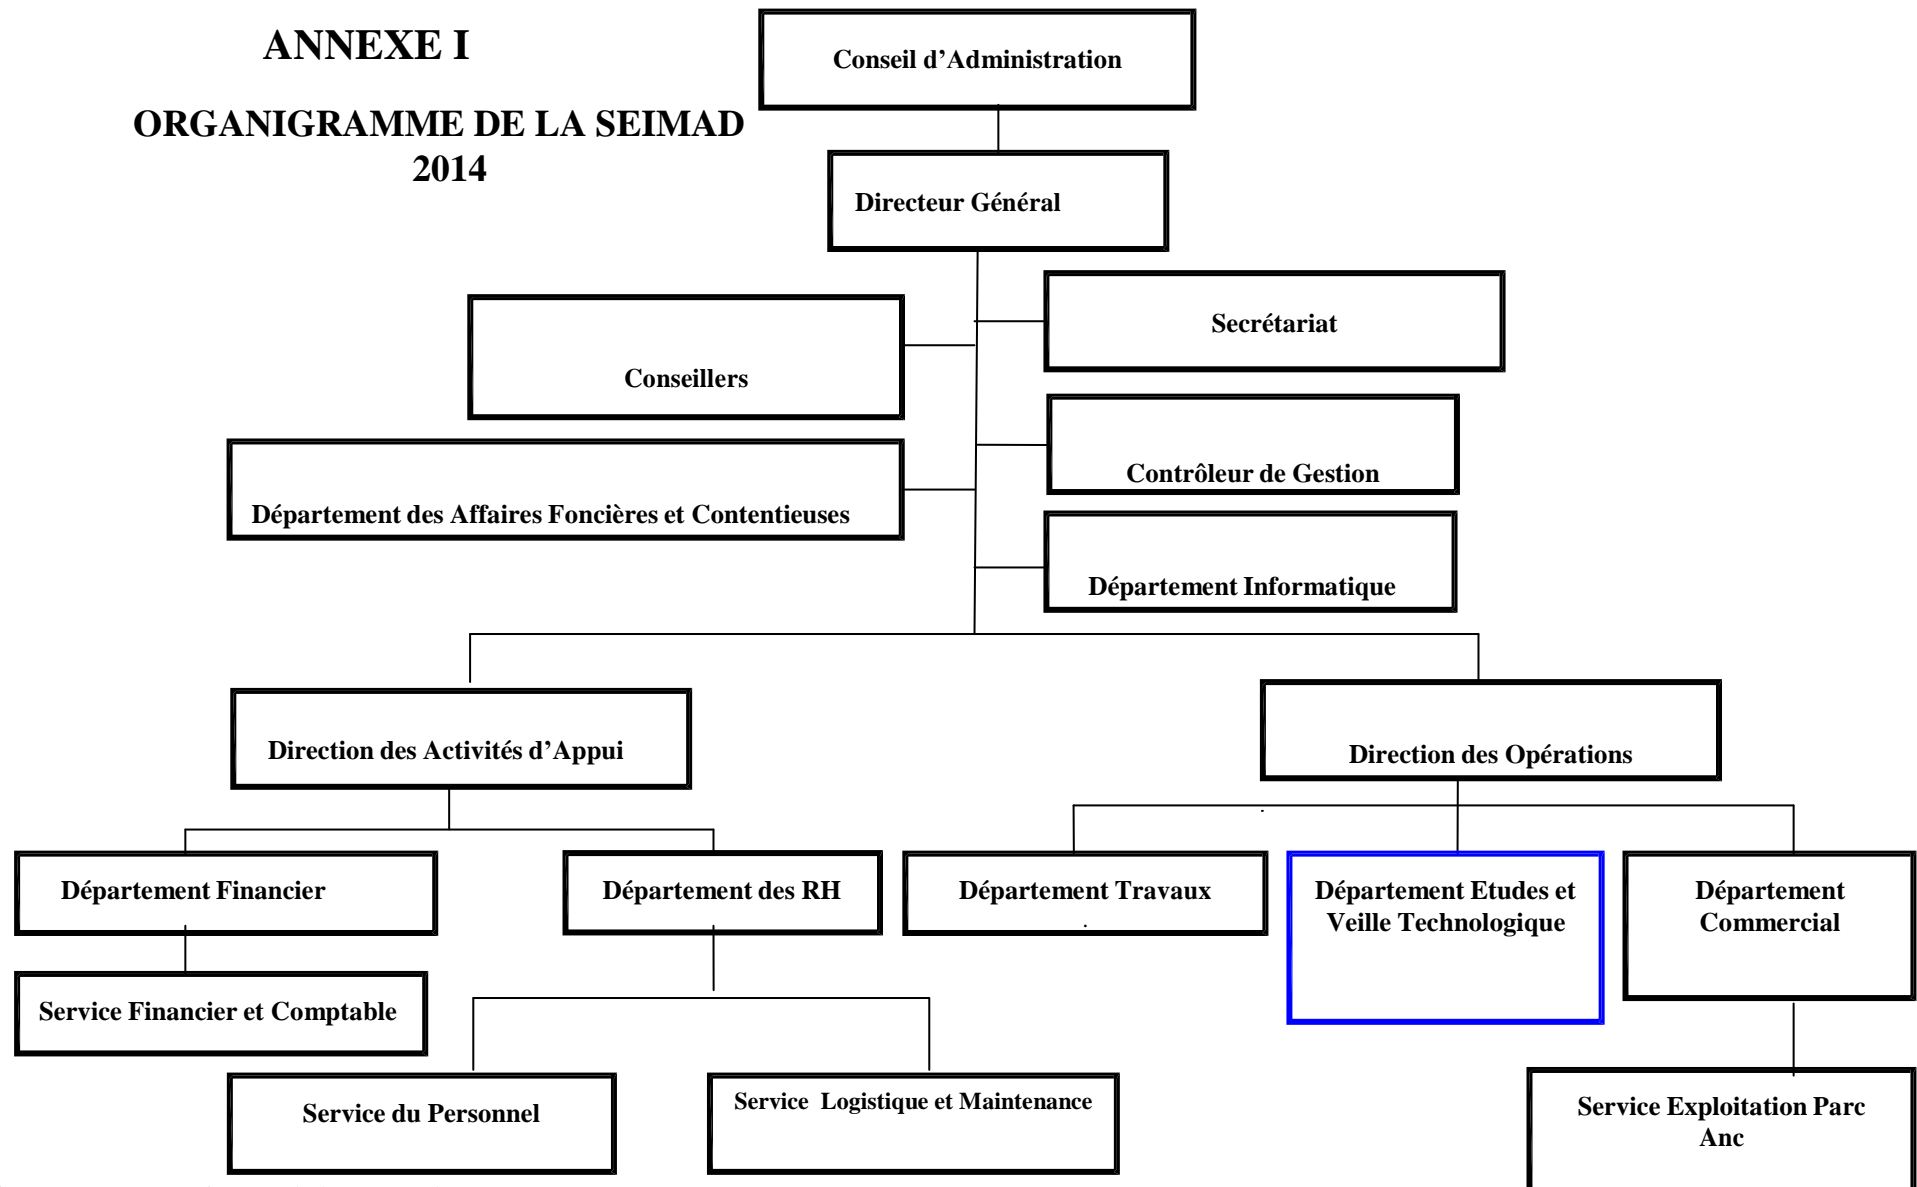 ANNEXE I
ORGANIGRAMME DE LA SEIMAD
2014
Conseil d’Administration
Directeur Général
Secrétariat
Conseillers
Contrôleur de Gestion
Département des Affaires Foncières et Contentieuses
Département Informatique
Direction des Activités d’Appui
Direction des Opérations
Département Financier
Département des RH
Département Travaux
Département Etudes et
Veille Technologique
Département
Commercial
Service Financier et Comptable
Service du Personnel
Service Logistique et Maintenance
Service Exploitation Parc
Anc